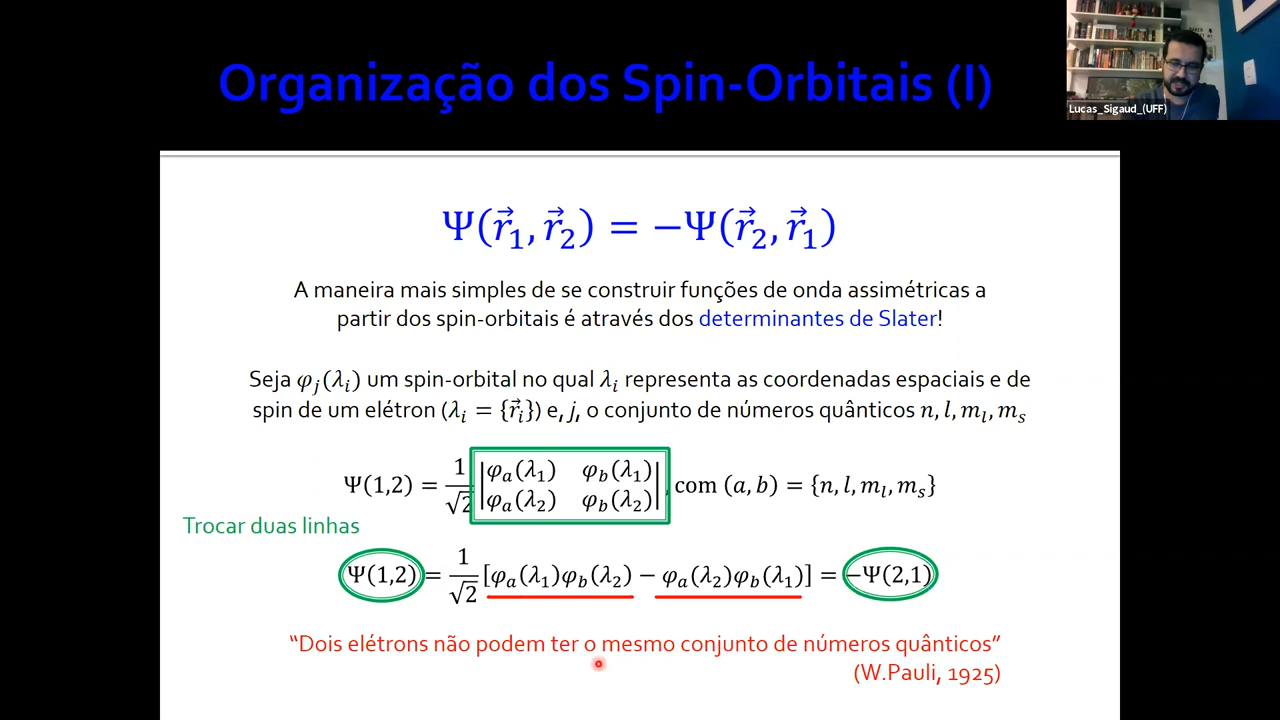 Organização dos Spin-Orbitais (I)
Lucas_Sigaud_(UFF)
Ψ(r⃗₁, r⃗₂) = −Ψ(r⃗₂, r⃗₁)
A maneira mais simples de se construir funções de onda assimétricas a
partir dos spin-orbitais é através dos determinantes de Slater!
Seja φⱼ(λᵢ) um spin-orbital no qual λᵢ representa as coordenadas espaciais e de
spin de um elétron (λᵢ = {r⃗ᵢ}) e, j, o conjunto de números quânticos n, l, mₗ, mₛ
Ψ(1,2) = 1/√2 |φₐ(λ₁) φ_b(λ₁)|
|φₐ(λ₂) φ_b(λ₂)|, com (a, b) = {n, l, mₗ, mₛ}
Trocar duas linhas
Ψ(1,2) = 1/√2 [φₐ(λ₁)φ_b(λ₂) − φₐ(λ₂)φ_b(λ₁)] = −Ψ(2,1)
“Dois elétrons não podem ter o mesmo conjunto de números quânticos”
(W.Pauli, 1925)